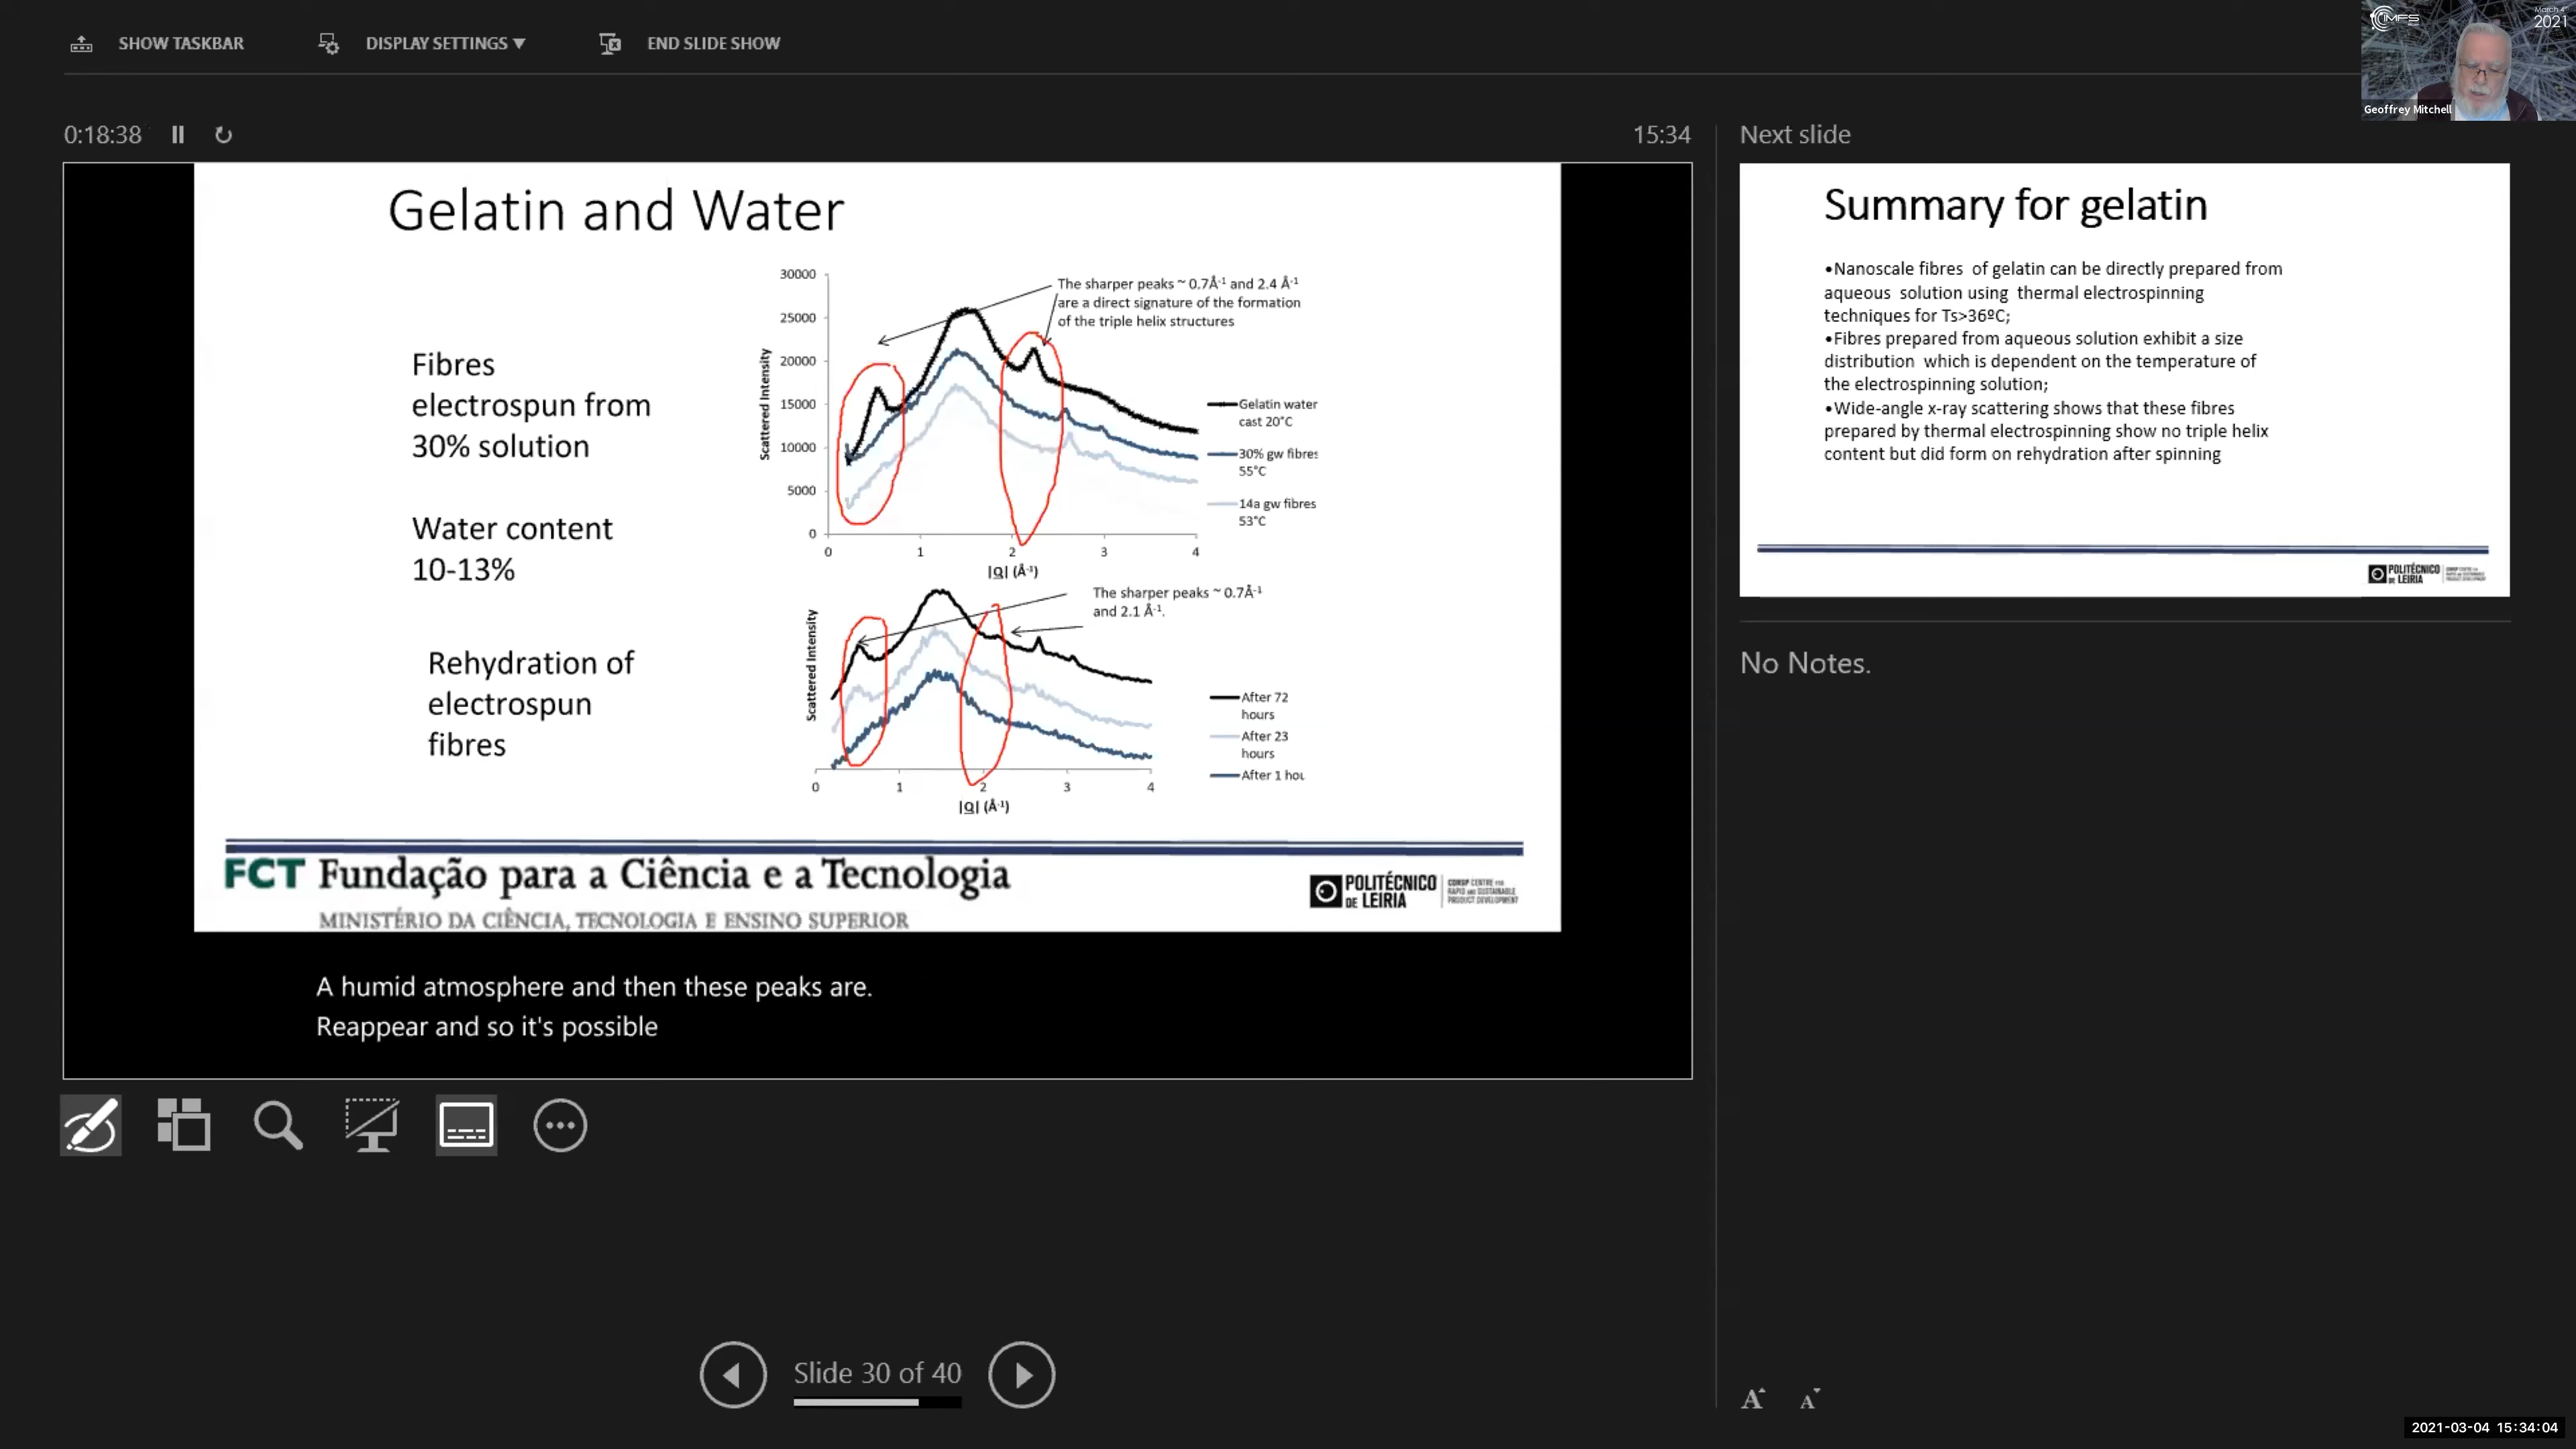 SHOW TASKBAR
DISPLAY SETTINGS ▼
END SLIDE SHOW
IMFS
March 4
2021
Geoffrey Mitchell
0:18:38
15:34
Next slide
Gelatin and Water
Fibres
electrospun from
30% solution
Water content
10-13%
Rehydration of
electrospun
fibres
30000
25000
20000
15000
10000
5000
0
Scattered Intensity
0 1 2 3 4
|Q| (Å-1)
The sharper peaks ~ 0.7Å-1 and 2.4 Å-1
are a direct signature of the formation
of the triple helix structures
Gelatin water
cast 20°C
30% gw fibres
55°C
14a gw fibres
53°C
The sharper peaks ~ 0.7Å-1
and 2.1 Å-1.
Scattered Intensity
0 1 2 3 4
|Q| (Å-1)
After 72
hours
After 23
hours
After 1 hou
FCT Fundação para a Ciência e a Tecnologia
MINISTÉRIO DA CIÊNCIA, TECNOLOGIA E ENSINO SUPERIOR
POLITÉCNICO
DE LEIRIA
CDRSP CENTRE FOR
RAPID AND SUSTAINABLE
PRODUCT DEVELOPMENT
A humid atmosphere and then these peaks are.
Reappear and so it's possible
Slide 30 of 40
Summary for gelatin
•Nanoscale fibres of gelatin can be directly prepared from
aqueous solution using thermal electrospinning
techniques for Ts>36ºC;
•Fibres prepared from aqueous solution exhibit a size
distribution which is dependent on the temperature of
the electrospinning solution;
•Wide-angle x-ray scattering shows that these fibres
prepared by thermal electrospinning show no triple helix
content but did form on rehydration after spinning
POLITÉCNICO
DE LEIRIA
No Notes.
A A
2021-03-04 15:34:04